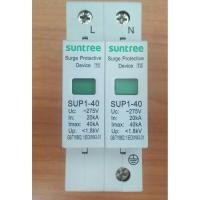 L N
suntree suntree
Surge Protective Surge Protective
Device Device
SUP1-40 SUP1-40
Uc: ~275V Uc: ~275V
In: 20kA In: 20kA
Imax: 40kA Imax: 40kA
Up: <1.8kV Up: <1.8kV